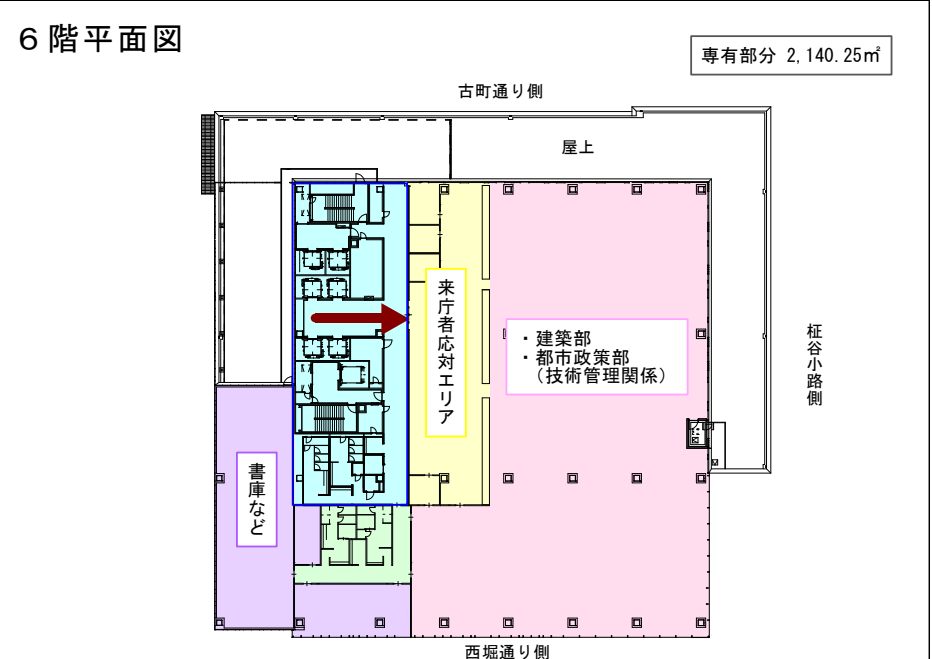 ６階平面図
専有部分 2,140.25㎡
古町通り側
屋上
来庁者応対エリア
・建築部
・都市政策部
（技術管理関係）
柾谷小路側
書庫など
西堀通り側